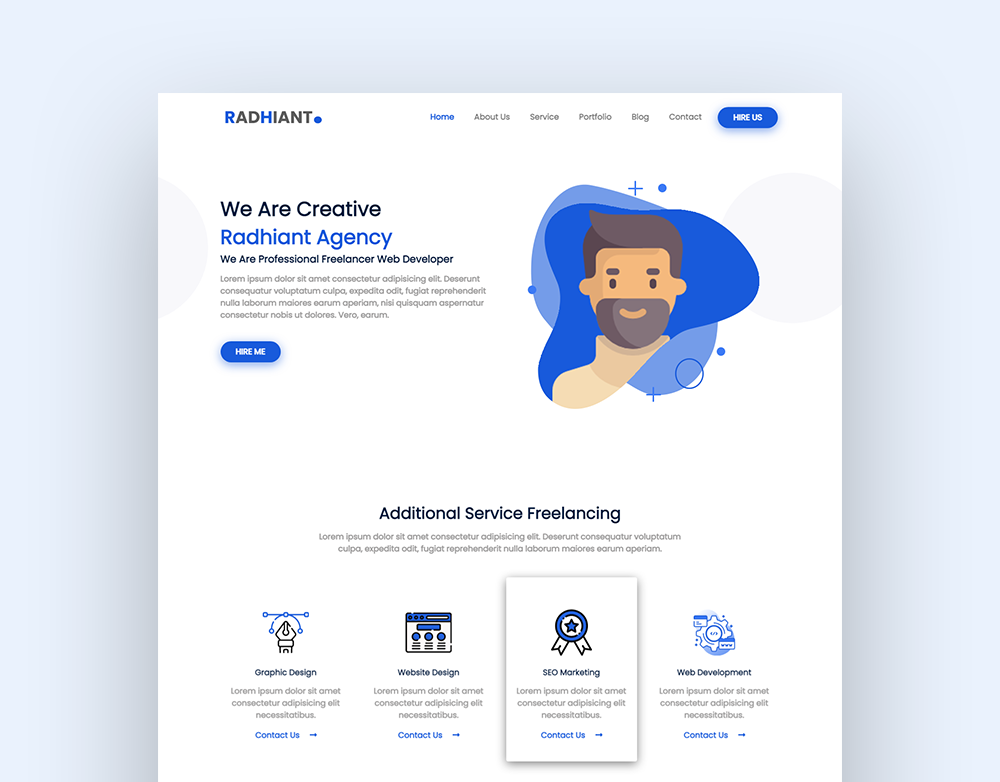 RADHIANT
Home About Us Service Portfolio Blog Contact HIRE US
We Are Creative
Radhiant Agency
We Are Professional Freelancer Web Developer
Lorem ipsum dolor sit amet consectetur adipisicing elit. Deserunt
consequatur voluptatum culpa, expedita odit, fugiat reprehenderit
nulla laborum maiores earum aperiam, nisi quisquam aspernatur
consectetur nobis ut dolores. Vero, earum.
HIRE ME
Additional Service Freelancing
Lorem ipsum dolor sit amet consectetur adipisicing elit. Deserunt consequatur voluptatum
culpa, expedita odit, fugiat reprehenderit nulla laborum maiores earum aperiam.
Graphic Design
Lorem ipsum dolor sit amet
consectetur adipisicing elit
necessitatibus.
Contact Us →
Website Design
Lorem ipsum dolor sit amet
consectetur adipisicing elit
necessitatibus.
Contact Us →
SEO Marketing
Lorem ipsum dolor sit amet
consectetur adipisicing elit
necessitatibus.
Contact Us →
Web Development
Lorem ipsum dolor sit amet
consectetur adipisicing elit
necessitatibus.
Contact Us →